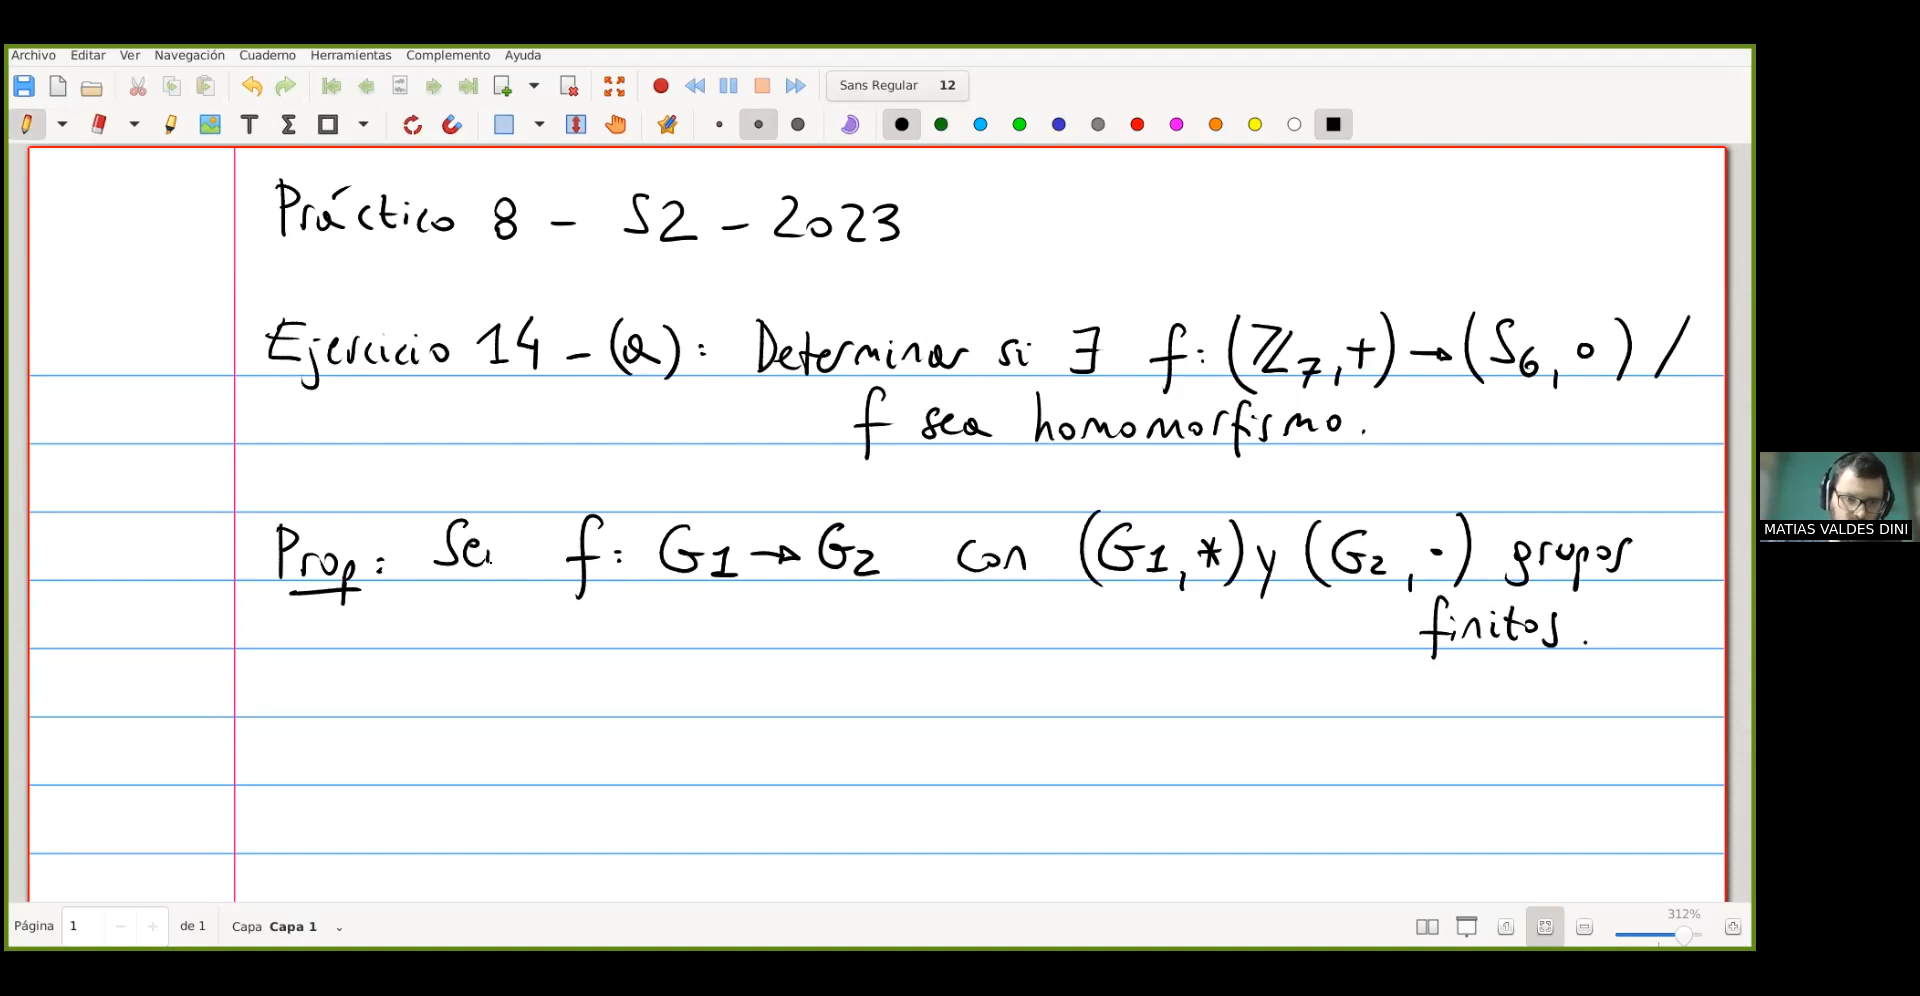 Archivo Editar Ver Navegación Cuaderno Herramientas Complemento Ayuda
Sans Regular 12
Práctico 8 - S2 - 2023
Ejercicio 14 - (a): Determinar si ∃ f: (ℤ₇, +) → (S₆, ∘) /
f sea homomorfismo.
Prop: Sea f: G1 → G2 con (G1, *) y (G2, ·) grupos
finitos.
MATIAS VALDES DINI
Página 1 de 1 Capa Capa 1 312%